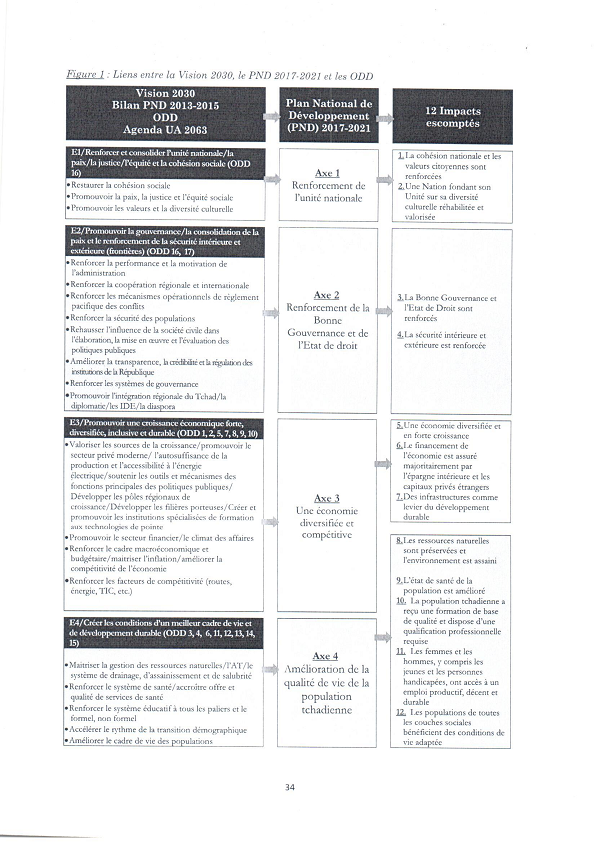 Figure 1 : Liens entre la Vision 2030, le PND 2017-2021 et les ODD
Vision 2030
Bilan PND 2013-2015
ODD
Agenda UA 2063
Plan National de
Développement
(PND) 2017-2021
12 Impacts
escomptés
E1/Renforcer et consolider l'unité nationale/la
paix/la justice/l'équité et la cohésion sociale (ODD
16)
• Restaurer la cohésion sociale
• Promouvoir la paix, la justice et l'équité sociale
• Promouvoir les valeurs et la diversité culturelle
Axe 1
Renforcement de
l'unité nationale
1. La cohésion nationale et les
valeurs citoyennes sont
renforcées
2. Une Nation fondant son
Unité sur sa diversité
culturelle réhabilitée et
valorisée
E2/Promouvoir la gouvernance/la consolidation de la
paix et le renforcement de la sécurité intérieure et
extérieure (frontières) (ODD 16, 17)
• Renforcer la performance et la motivation de
l'administration
• Renforcer la coopération régionale et internationale
• Renforcer les mécanismes opérationnels de règlement
pacifique des conflits
• Renforcer la sécurité des populations
• Rehausser l'influence de la société civile dans
l'élaboration, la mise en œuvre et l'évaluation des
politiques publiques
• Améliorer la transparence, la crédibilité et la régulation des
institutions de la République
• Renforcer les systèmes de gouvernance
• Promouvoir l'intégration régionale du Tchad/la
diplomatie/les IDE/la diaspora
Axe 2
Renforcement de la
Bonne
Gouvernance et de
l'Etat de droit
3. La Bonne Gouvernance et
l'Etat de Droit sont
renforcés
4. La sécurité intérieure et
extérieure est renforcée
E3/Promouvoir une croissance économique forte,
diversifiée, inclusive et durable (ODD 1, 2, 5, 7, 8, 9, 10)
• Valoriser les sources de la croissance/promouvoir le
secteur privé moderne/ l'autosuffisance de la
production et l'accessibilité à l'énergie
électrique/soutenir les outils et mécanismes des
fonctions principales des politiques publiques/
Développer les pôles régionaux de
croissance/Développer les filières porteuses/Créer et
promouvoir les institutions spécialisées de formation
aux technologies de pointe
• Promouvoir le secteur financier/le climat des affaires
• Renforcer le cadre macroéconomique et
budgétaire/maitriser l'inflation/améliorer la
compétitivité de l'économie
• Renforcer les facteurs de compétitivité (routes,
énergie, TIC, etc.)
Axe 3
Une économie
diversifiée et
compétitive
5. Une économie diversifiée et
en forte croissance
6. Le financement de
l'économie est assuré
majoritairement par
l'épargne intérieure et les
capitaux privés étrangers
7. Des infrastructures comme
levier du développement
durable
E4/Créer les conditions d'un meilleur cadre de vie et
de développement durable (ODD 3, 4, 6, 11, 12, 13, 14,
15)
• Maitriser la gestion des ressources naturelles/l'AT/le
système de drainage, d'assainissement et de salubrité
• Renforcer le système de santé/accroitre offre et
qualité de services de santé
• Renforcer le système éducatif à tous les paliers et le
formel, non formel
• Accélérer le rythme de la transition démographique
• Améliorer le cadre de vie des populations
Axe 4
Amélioration de la
qualité de vie de la
population
tchadienne
8. Les ressources naturelles
sont préservées et
l'environnement est assaini
9. L'état de santé de la
population est amélioré
10. La population tchadienne a
reçu une formation de base
de qualité et dispose d'une
qualification professionnelle
requise
11. Les femmes et les
hommes, y compris les
jeunes et les personnes
handicapées, ont accès à un
emploi productif, décent et
durable
12. Les populations de toutes
les couches sociales
bénéficient des conditions de
vie adaptée
34